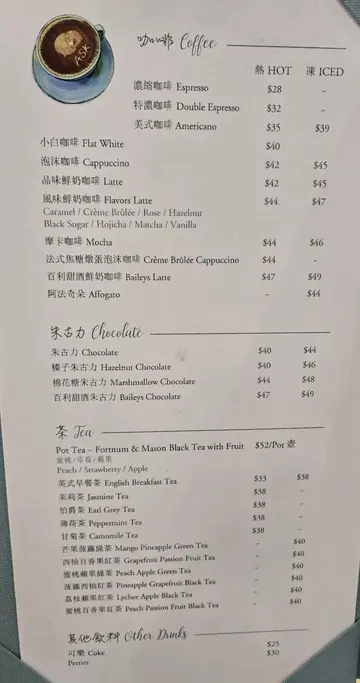 ASK
咖啡 Coffee
熱 HOT 凍 ICED
濃縮咖啡 Espresso $28 -
特濃咖啡 Double Espresso $32 -
美式咖啡 Americano $35 $39
小白咖啡 Flat White $40
泡沫咖啡 Cappuccino $42 $45
品味鮮奶咖啡 Latte $42 $45
風味鮮奶咖啡 Flavors Latte $44 $47
Caramel / Crème Brûlée / Rose / Hazelnut
Black Sugar / Hojicha / Matcha / Vanilla
摩卡咖啡 Mocha $44 $46
法式焦糖燉蛋泡沫咖啡 Crème Brûlée Cappuccino $44 -
百利甜酒鮮奶咖啡 Baileys Latte $47 $49
阿法奇朵 Affogato - $44
朱古力 Chocolate
朱古力 Chocolate $40 $44
榛子朱古力 Hazelnut Chocolate $40 $46
棉花糖朱古力 Marshmallow Chocolate $44 $48
百利甜酒朱古力 Baileys Chocolate $47 $49
茶 Tea
Pot Tea – Fortnum & Mason Black Tea with Fruit $52/Pot 壺
蜜桃 / 草莓 / 蘋果
Peach / Strawberry / Apple
英式早餐茶 English Breakfast Tea $33 $38
茉莉茶 Jasmine Tea $38 -
伯爵茶 Earl Grey Tea $38 -
薄荷茶 Peppermint Tea $38 -
甘菊茶 Camomile Tea $38 -
芒果菠蘿綠茶 Mango Pineapple Green Tea - $40
西柚百香果紅茶 Grapefruit Passion Fruit Tea - $40
蜜桃蘋果綠茶 Peach Apple Green Tea - $40
菠蘿西柚紅茶 Pineapple Grapefruit Black Tea - $40
荔枝蘋果紅茶 Lychee Apple Black Tea - $40
蜜桃百香果紅茶 Peach Passion Fruit Black Tea - $40
其他飲料 Other Drinks
可樂 Coke $25
Perrier $30